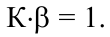 К·β = 1.